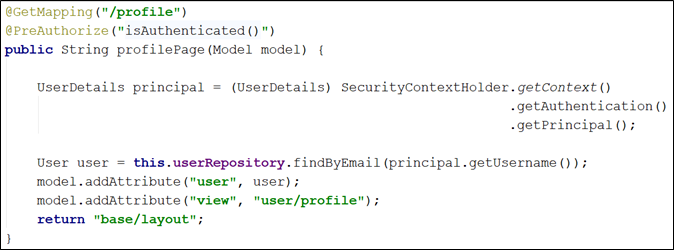 @GetMapping("/profile")
@PreAuthorize("isAuthenticated()")
public String profilePage(Model model) {
UserDetails principal = (UserDetails) SecurityContextHolder.getContext()
.getAuthentication()
.getPrincipal();
User user = this.userRepository.findByEmail(principal.getUsername());
model.addAttribute("user", user);
model.addAttribute("view", "user/profile");
return "base/layout";
}